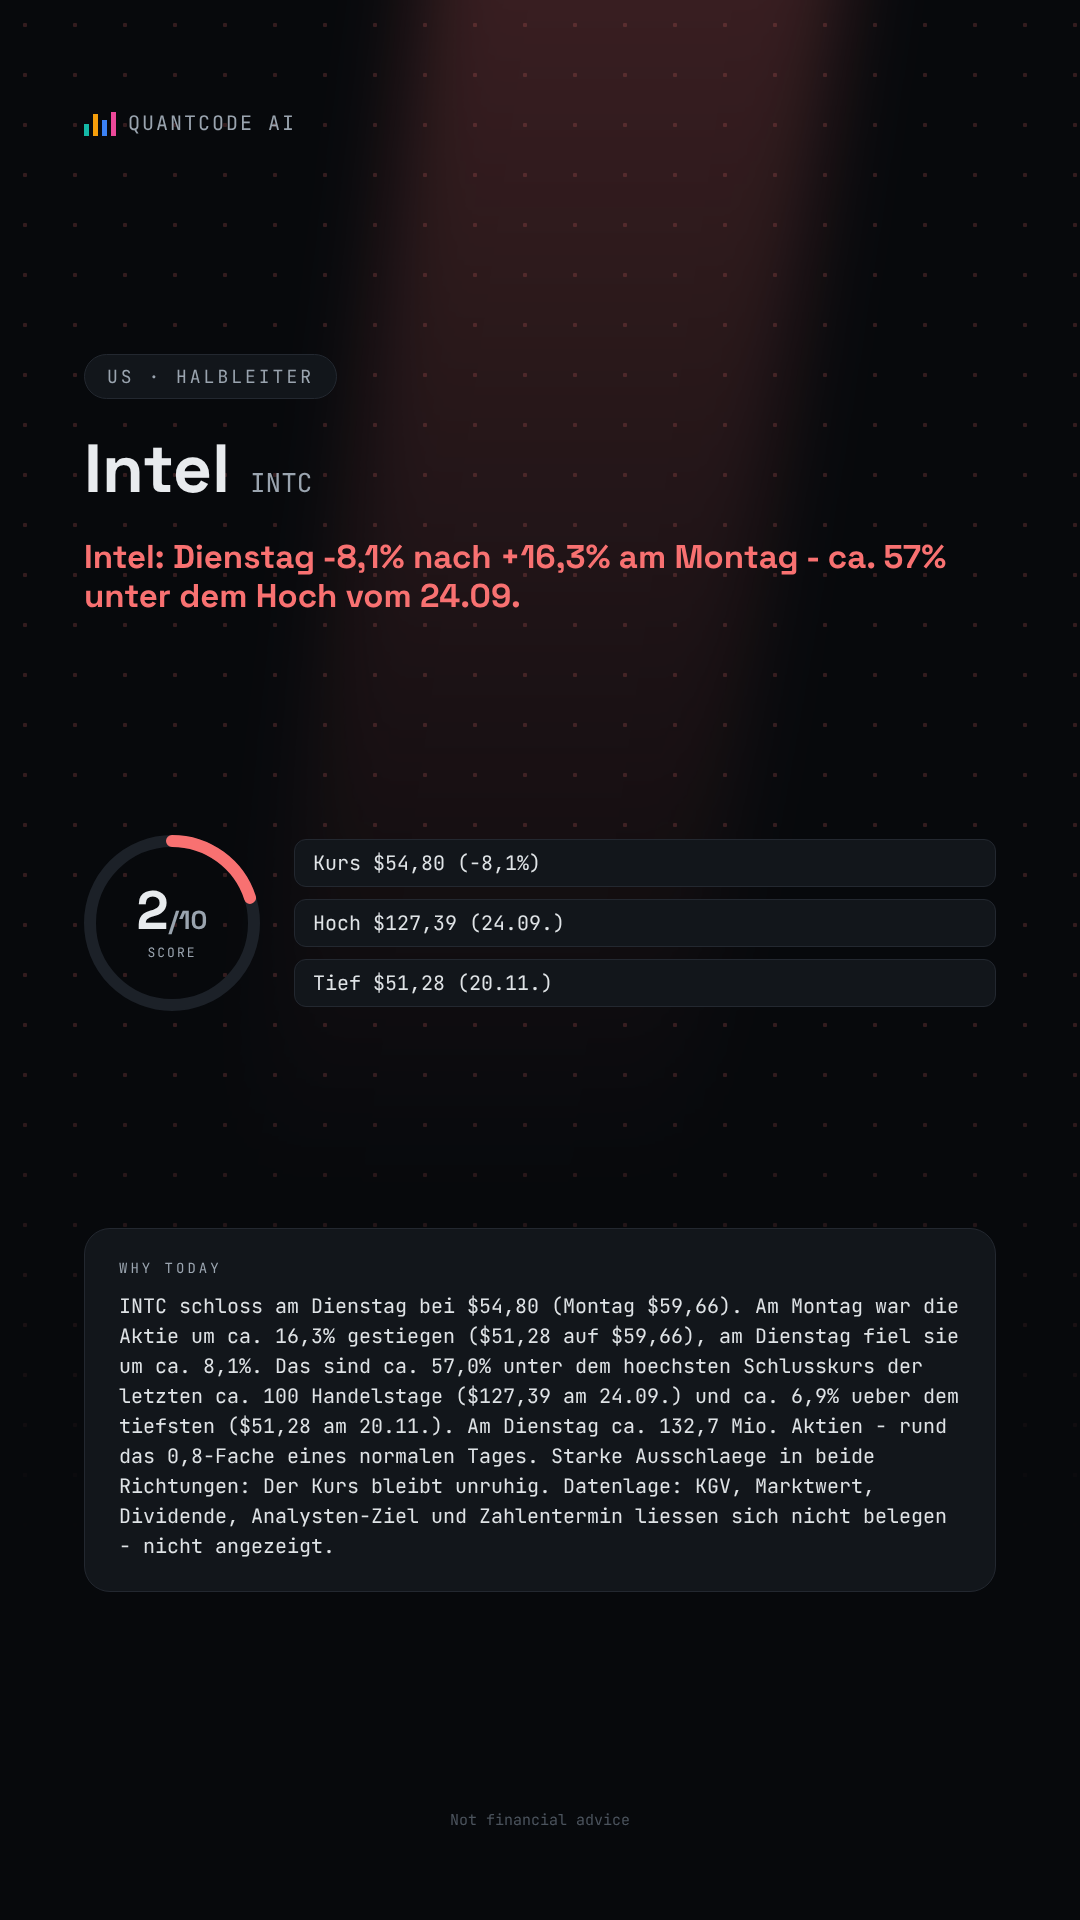 QUANTCODE AI
US · HALBLEITER
Intel INTC
Intel: Dienstag -8,1% nach +16,3% am Montag - ca. 57%
unter dem Hoch vom 24.09.
2/10
SCORE
Kurs $54,80 (-8,1%)
Hoch $127,39 (24.09.)
Tief $51,28 (20.11.)
WHY TODAY
INTC schloss am Dienstag bei $54,80 (Montag $59,66). Am Montag war die
Aktie um ca. 16,3% gestiegen ($51,28 auf $59,66), am Dienstag fiel sie
um ca. 8,1%. Das sind ca. 57,0% unter dem hoechsten Schlusskurs der
letzten ca. 100 Handelstage ($127,39 am 24.09.) und ca. 6,9% ueber dem
tiefsten ($51,28 am 20.11.). Am Dienstag ca. 132,7 Mio. Aktien - rund
das 0,8-Fache eines normalen Tages. Starke Ausschlaege in beide
Richtungen: Der Kurs bleibt unruhig. Datenlage: KGV, Marktwert,
Dividende, Analysten-Ziel und Zahlentermin liessen sich nicht belegen
- nicht angezeigt.
Not financial advice